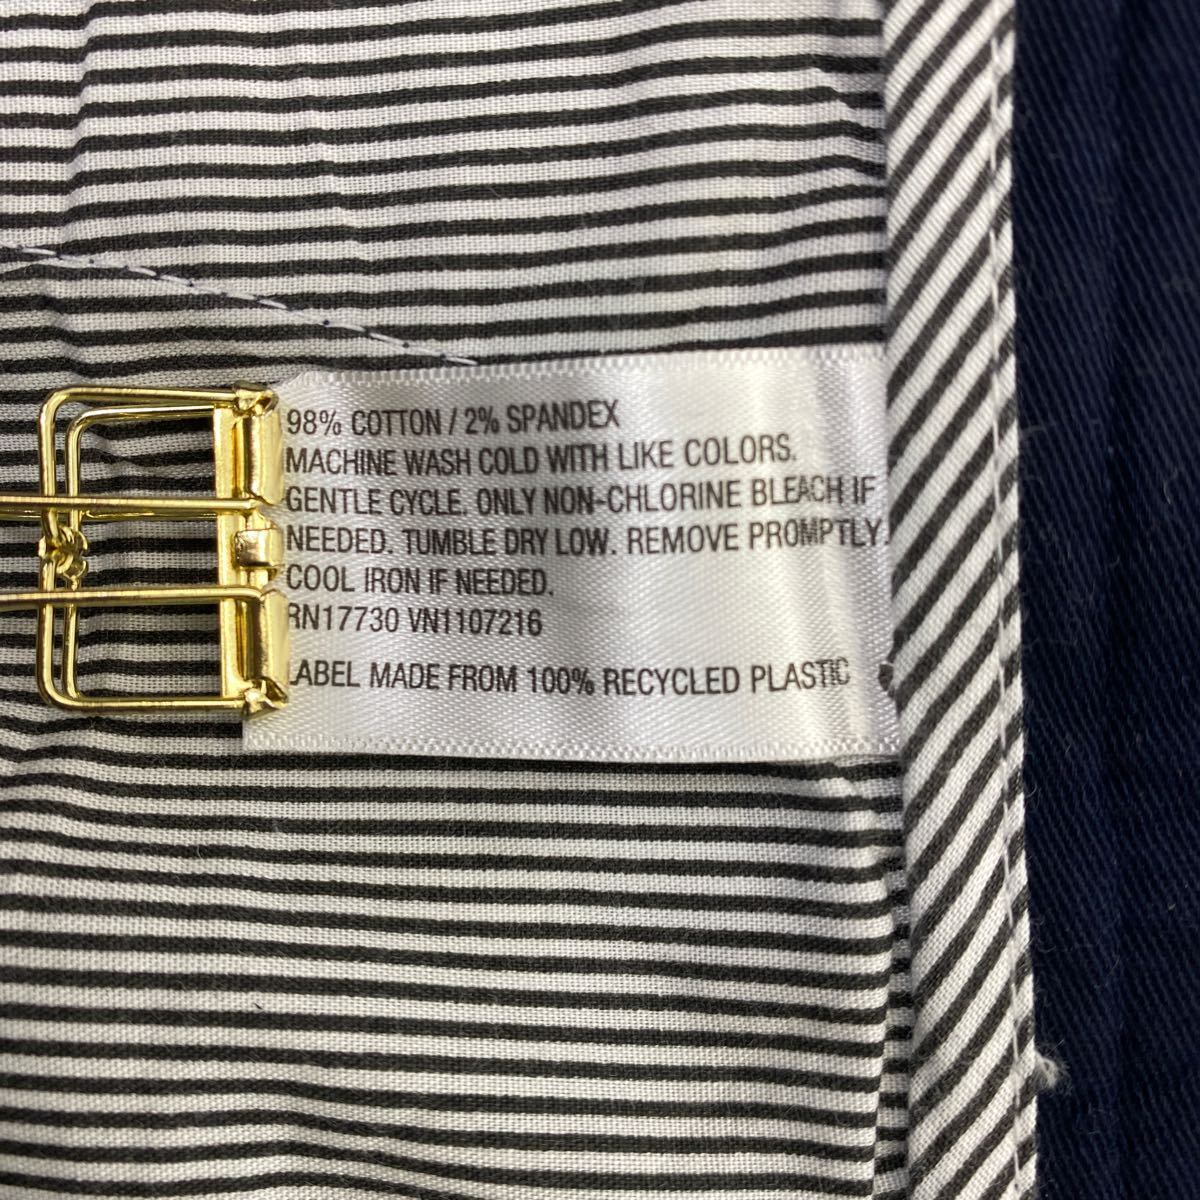 98% COTTON / 2% SPANDEX
MACHINE WASH COLD WITH LIKE COLORS.
GENTLE CYCLE. ONLY NON-CHLORINE BLEACH IF
NEEDED. TUMBLE DRY LOW. REMOVE PROMPTLY.
COOL IRON IF NEEDED.
RN17730 VN1107216
LABEL MADE FROM 100% RECYCLED PLASTIC